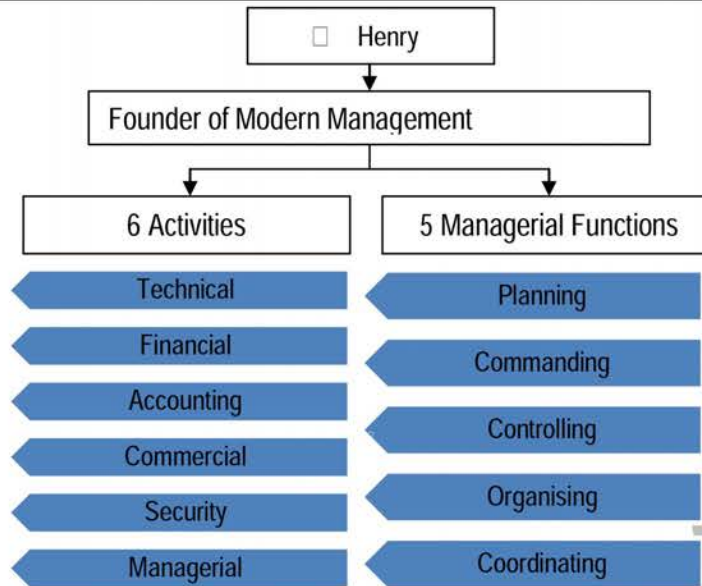 Henry
Founder of Modern Management
6 Activities
Technical
Financial
Accounting
Commercial
Security
Managerial
5 Managerial Functions
Planning
Commanding
Controlling
Organising
Coordinating